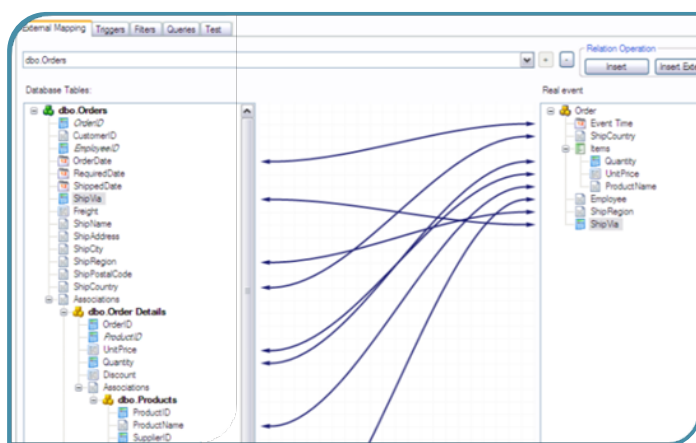 External Mapping Triggers Filters Queries Test
dbo.Orders
+ -
Relation Operation
Insert Insert Exte
Database Tables:
Real event
dbo.Orders
OrderID
CustomerID
EmployeeID
OrderDate
RequiredDate
ShippedDate
ShipVia
Freight
ShipName
ShipAddress
ShipCity
ShipRegion
ShipPostalCode
ShipCountry
Associations
dbo.Order Details
OrderID
ProductID
UnitPrice
Quantity
Discount
Associations
dbo.Products
ProductID
ProductName
SupplierID
Order
Event Time
ShipCountry
Items
Quantity
UnitPrice
ProductName
Employee
ShipRegion
ShipVia